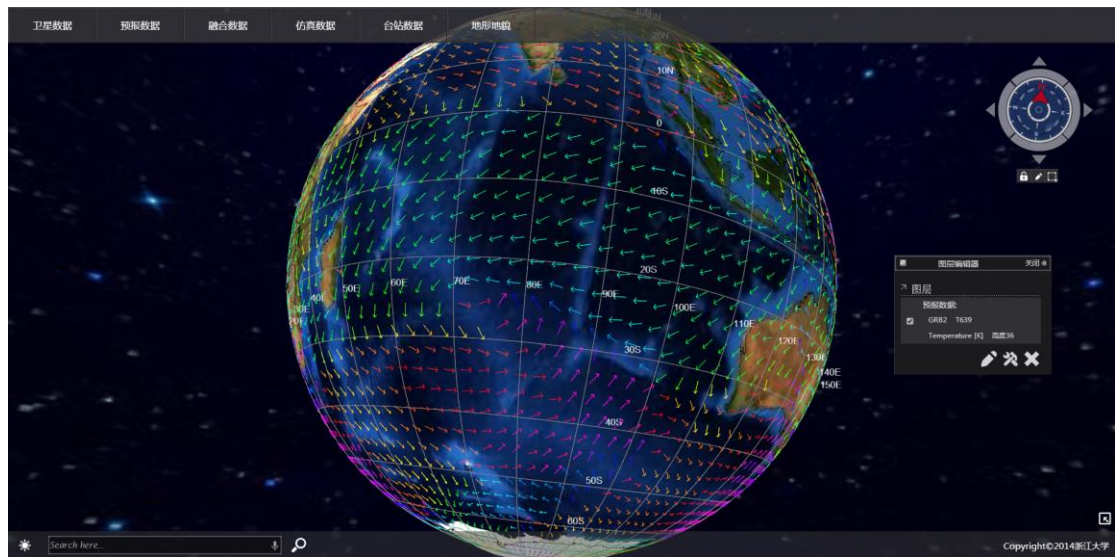 卫星数据 预报数据 融合数据 仿真数据 台站数据 地形地貌
20N
10N
0
10S
20S
30E 40E 50E 60E 70E 80E 90E 100E 110E 120E 130E 140E 150E
20E
30S
40S
50S
60S
图层编辑器 关闭
图层
预报数据:
GRB2 T639
Temperature [K] 高度36
Search here...
Copyright©2014浙江大学